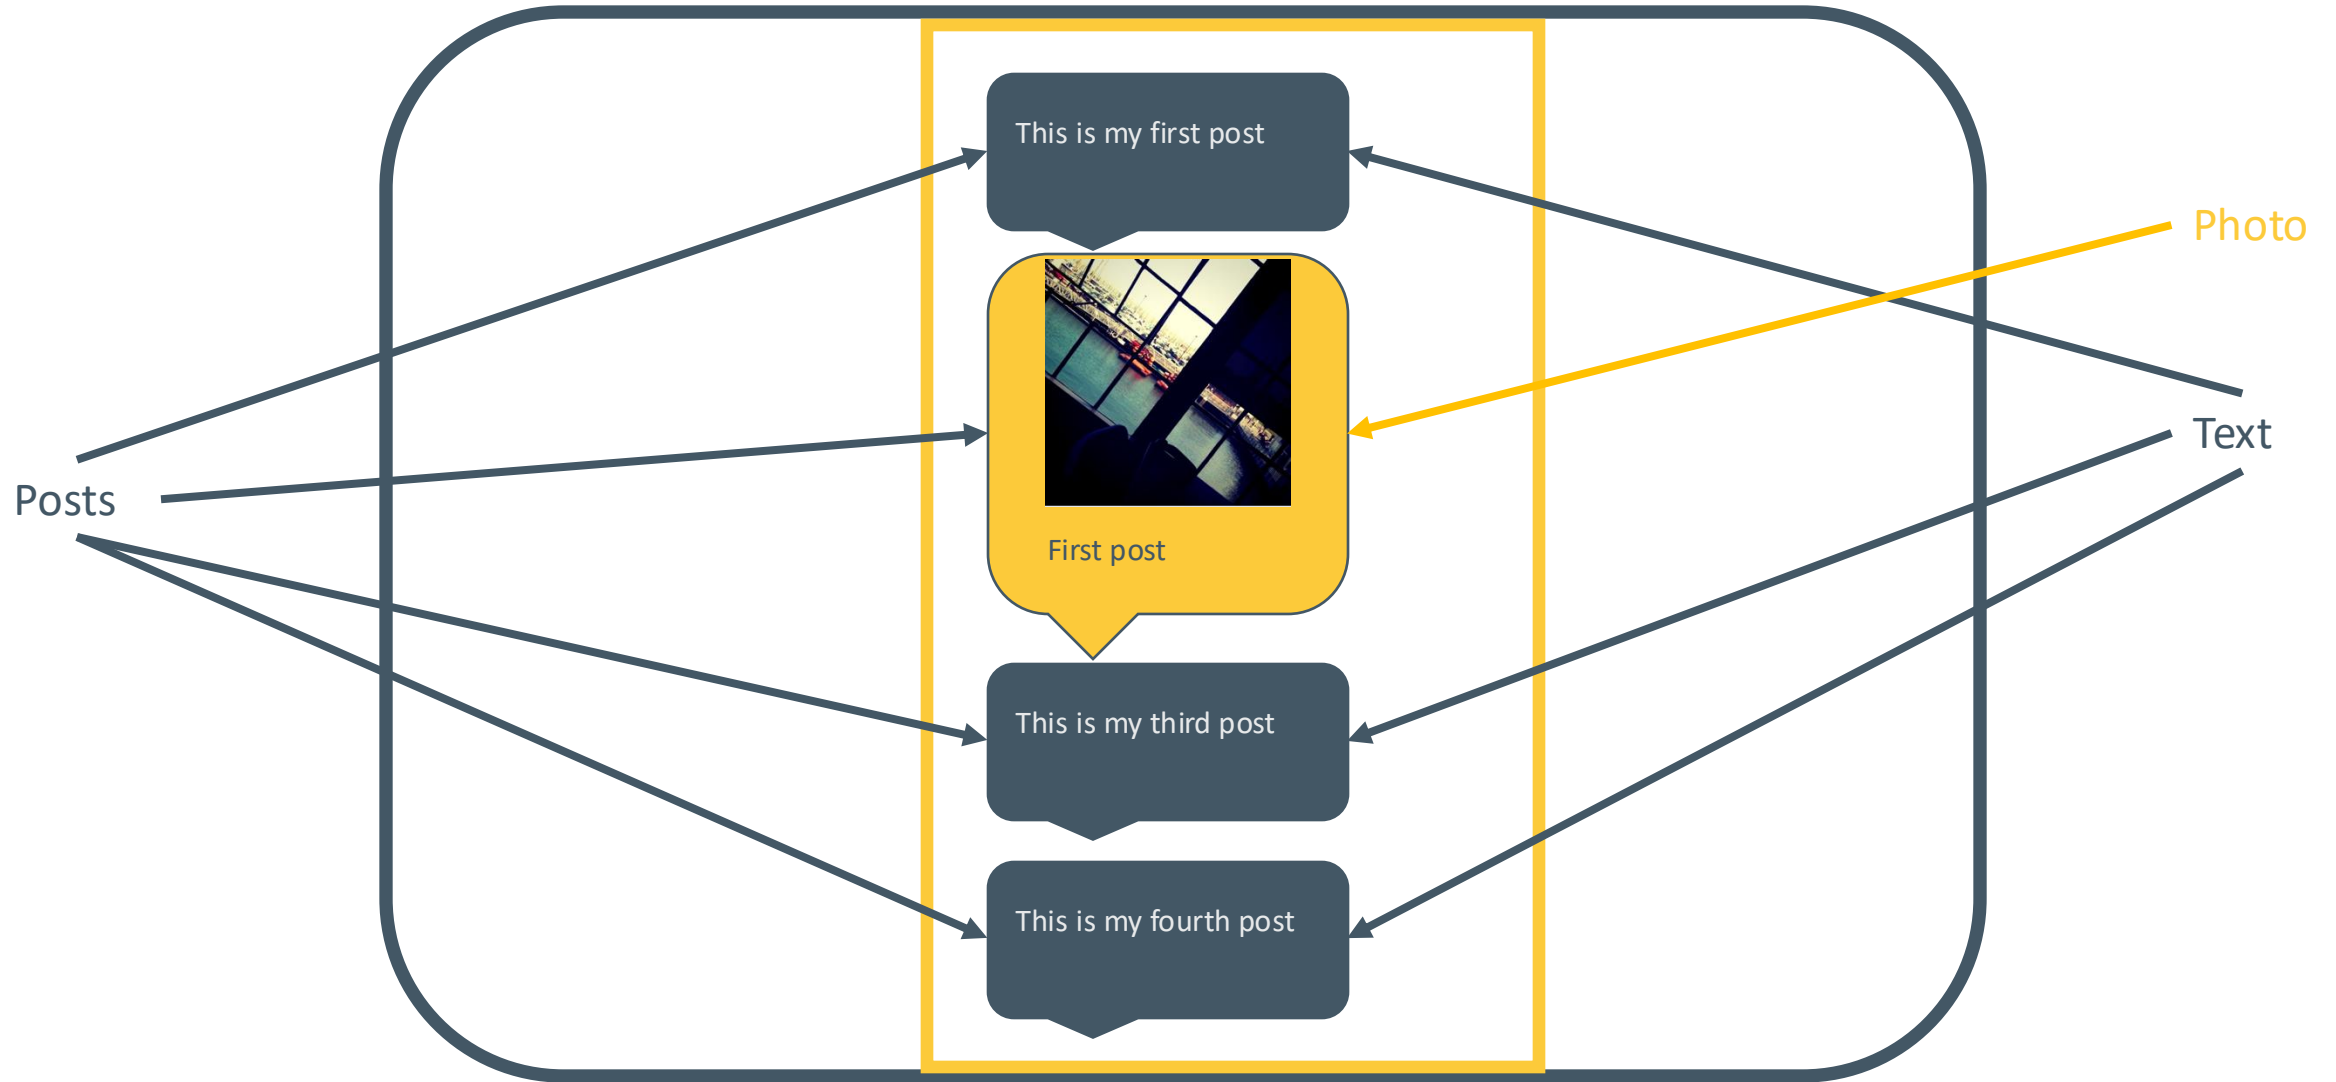 This is my first post
Photo
Text
Posts
First post
This is my third post
This is my fourth post